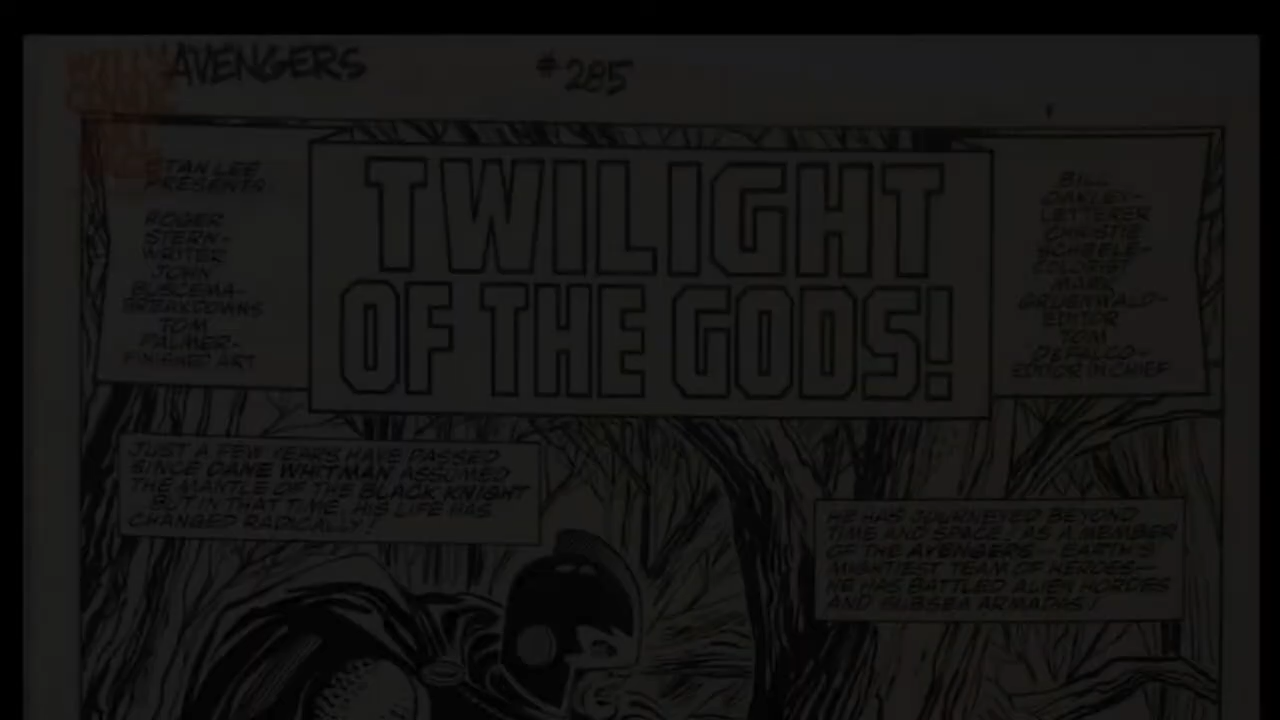 AVENGERS #285
STAN LEE
PRESENTS:
ROGER
STERN-
WRITER
JOHN
BUSCEMA-
BREAKDOWNS
TOM
PALMER-
FINISHED ART
TWILIGHT
OF THE GODS!
BILL
OAKLEY-
LETTERER
CHRISTIE
SCHEELE-
COLORIST
MARK
GRUENWALD-
EDITOR
TOM
DEFALCO-
EDITOR IN CHIEF
JUST A FEW YEARS HAVE PASSED
SINCE DANE WHITMAN ASSUMED
THE MANTLE OF THE BLACK KNIGHT
BUT IN THAT TIME, HIS LIFE HAS
CHANGED RADICALLY!
HE HAS JOURNEYED BEYOND
TIME AND SPACE. AS A MEMBER
OF THE AVENGERS-- EARTH'S
MIGHTIEST TEAM OF HEROES--
HE HAS BATTLED ALIEN HORDES
AND SUBSEA ARMADAS!